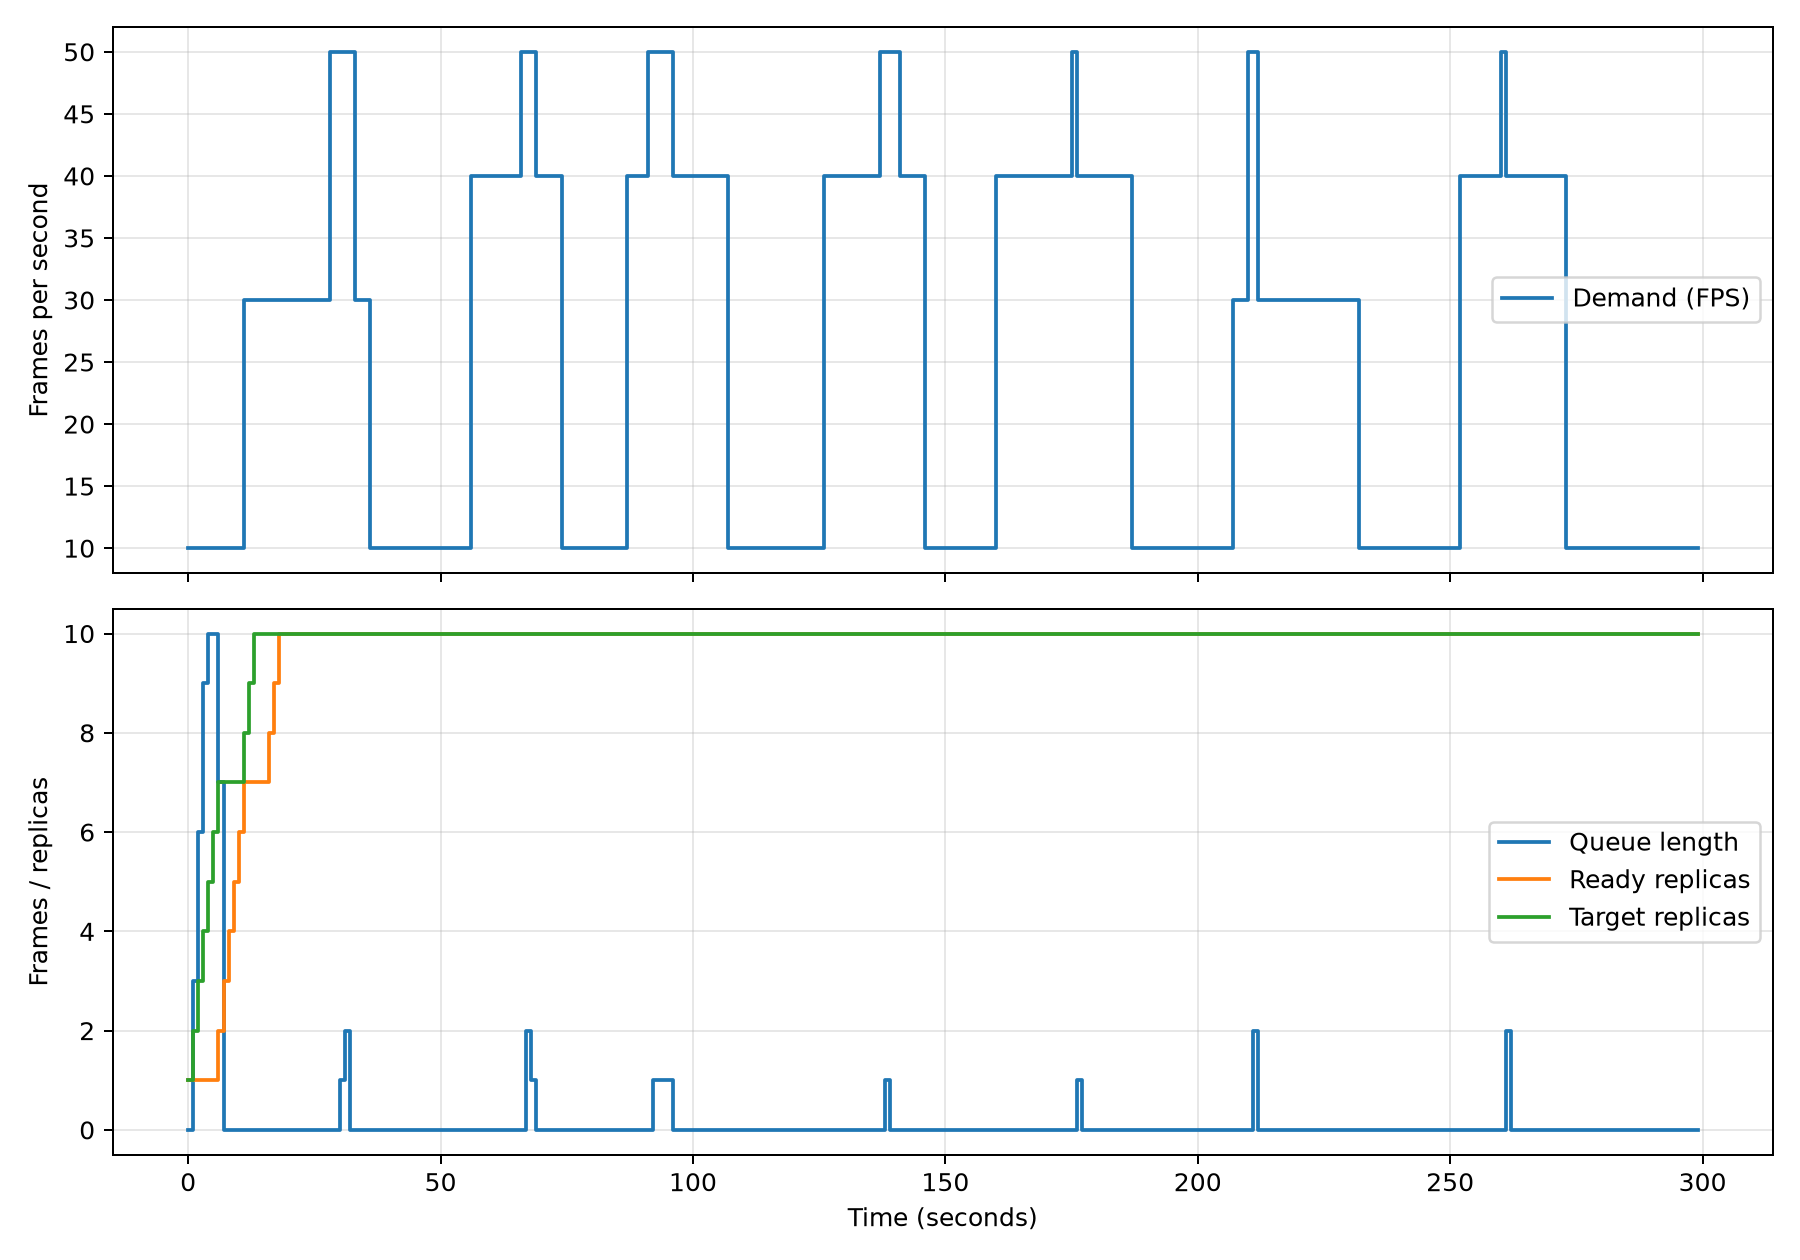 Frames per second
50
45
40
35
30
25
20
15
10
Demand (FPS)
Frames / replicas
10
8
6
4
2
0
Queue length
Ready replicas
Target replicas
0 50 100 150 200 250 300
Time (seconds)